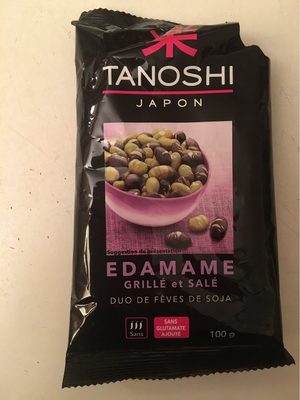 TANOSHI
JAPON
Suggestion de présentation
EDAMAME
GRILLÉ et SALÉ
DUO DE FÈVES DE SOJA
Sans
SANS
GLUTAMATE
AJOUTÉ
100 g